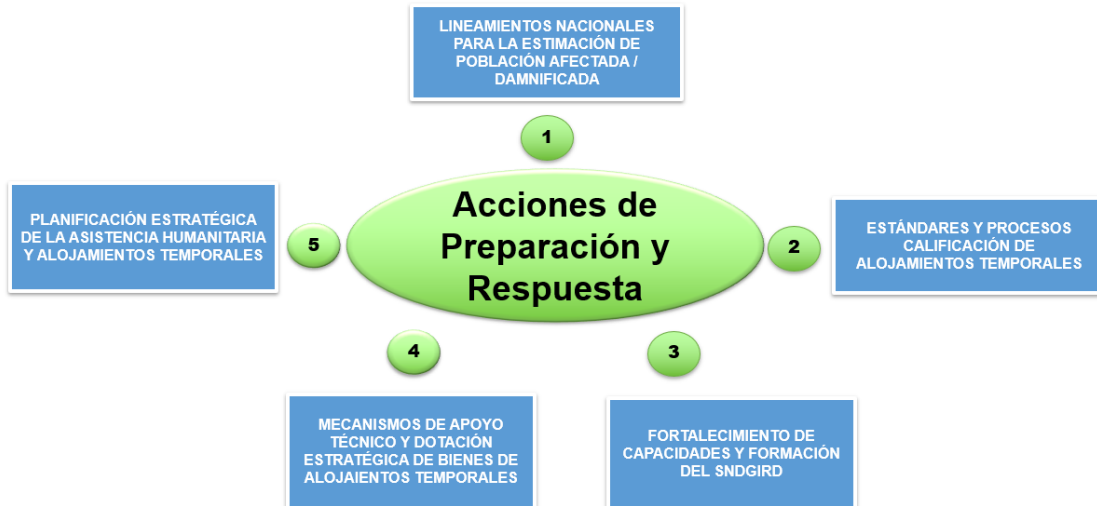 LINEAMIENTOS NACIONALES
PARA LA ESTIMACIÓN DE
POBLACIÓN AFECTADA /
DAMNIFICADA
1
Acciones de
Preparación y
Respuesta
2
ESTÁNDARES Y PROCESOS
CALIFICACIÓN DE
ALOJAMIENTOS TEMPORALES
3
FORTALECIMIENTO DE
CAPACIDADES Y FORMACIÓN
DEL SNDGIRD
4
MECANISMOS DE APOYO
TÉCNICO Y DOTACIÓN
ESTRATÉGICA DE BIENES DE
ALOJAIENTOS TEMPORALES
5
PLANIFICACIÓN ESTRATÉGICA
DE LA ASISTENCIA HUMANITARIA
Y ALOJAMIENTOS TEMPORALES